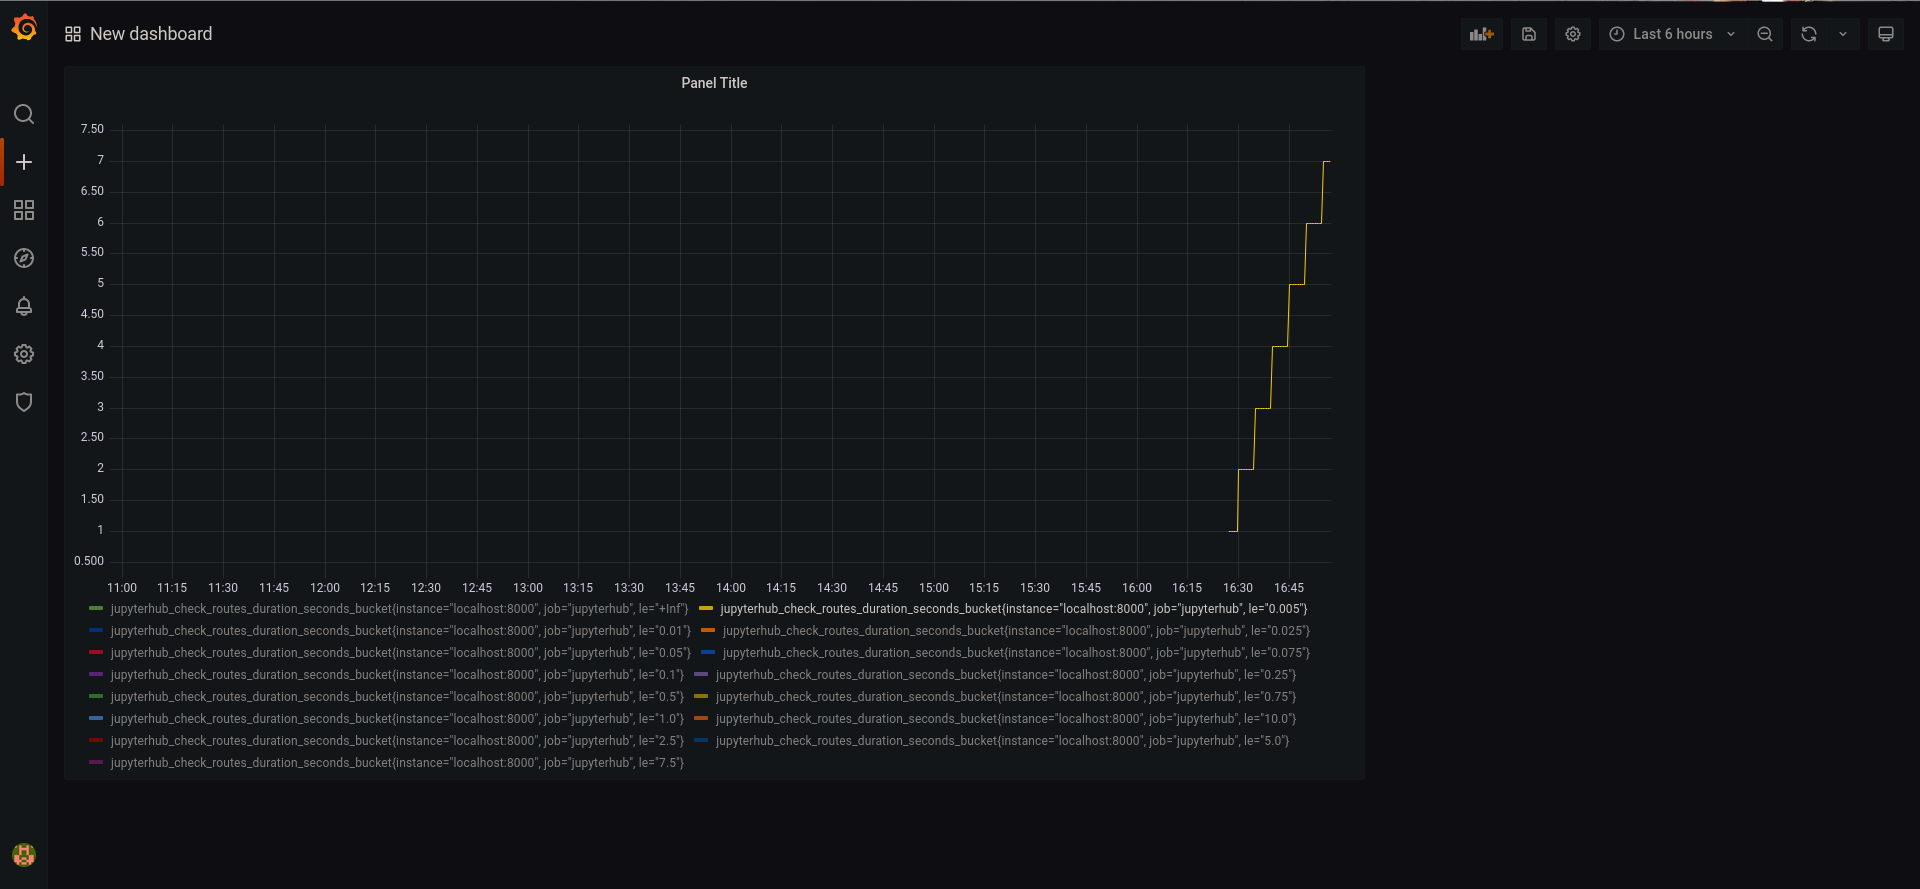 New dashboard
Last 6 hours
Panel Title
7.50
7
6.50
6
5.50
5
4.50
4
3.50
3
2.50
2
1.50
1
0.500
11:00 11:15 11:30 11:45 12:00 12:15 12:30 12:45 13:00 13:15 13:30 13:45 14:00 14:15 14:30 14:45 15:00 15:15 15:30 15:45 16:00 16:15 16:30 16:45
jupyterhub_check_routes_duration_seconds_bucket{instance="localhost:8000", job="jupyterhub", le="+Inf"} jupyterhub_check_routes_duration_seconds_bucket{instance="localhost:8000", job="jupyterhub", le="0.005"}
jupyterhub_check_routes_duration_seconds_bucket{instance="localhost:8000", job="jupyterhub", le="0.01"} jupyterhub_check_routes_duration_seconds_bucket{instance="localhost:8000", job="jupyterhub", le="0.025"}
jupyterhub_check_routes_duration_seconds_bucket{instance="localhost:8000", job="jupyterhub", le="0.05"} jupyterhub_check_routes_duration_seconds_bucket{instance="localhost:8000", job="jupyterhub", le="0.075"}
jupyterhub_check_routes_duration_seconds_bucket{instance="localhost:8000", job="jupyterhub", le="0.1"} jupyterhub_check_routes_duration_seconds_bucket{instance="localhost:8000", job="jupyterhub", le="0.25"}
jupyterhub_check_routes_duration_seconds_bucket{instance="localhost:8000", job="jupyterhub", le="0.5"} jupyterhub_check_routes_duration_seconds_bucket{instance="localhost:8000", job="jupyterhub", le="0.75"}
jupyterhub_check_routes_duration_seconds_bucket{instance="localhost:8000", job="jupyterhub", le="1.0"} jupyterhub_check_routes_duration_seconds_bucket{instance="localhost:8000", job="jupyterhub", le="10.0"}
jupyterhub_check_routes_duration_seconds_bucket{instance="localhost:8000", job="jupyterhub", le="2.5"} jupyterhub_check_routes_duration_seconds_bucket{instance="localhost:8000", job="jupyterhub", le="5.0"}
jupyterhub_check_routes_duration_seconds_bucket{instance="localhost:8000", job="jupyterhub", le="7.5"}